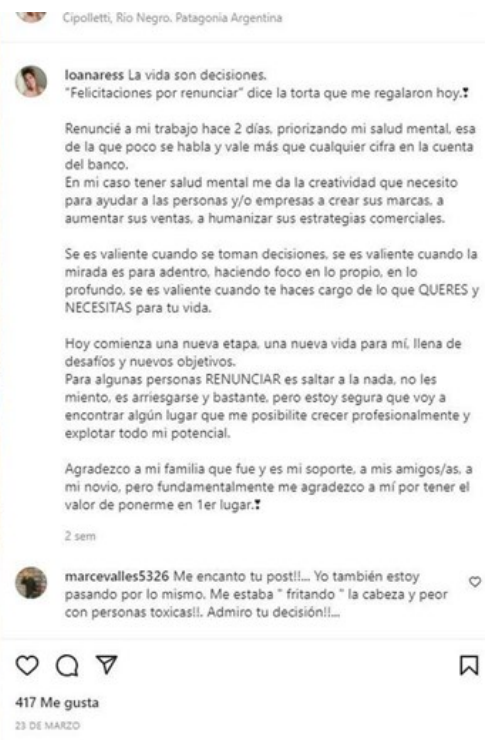 Cipolletti, Río Negro. Patagonia Argentina
loanaress La vida son decisiones.
"Felicitaciones por renunciar" dice la torta que me regalaron hoy.❣
Renuncié a mi trabajo hace 2 días, priorizando mi salud mental, esa
de la que poco se habla y vale más que cualquier cifra en la cuenta
del banco.
En mi caso tener salud mental me da la creatividad que necesito
para ayudar a las personas y/o empresas a crear sus marcas, a
aumentar sus ventas, a humanizar sus estrategias comerciales.
Se es valiente cuando se toman decisiones, se es valiente cuando la
mirada es para adentro, haciendo foco en lo propio, en lo
profundo, se es valiente cuando te haces cargo de lo que QUERES y
NECESITAS para tu vida.
Hoy comienza una nueva etapa, una nueva vida para mí, llena de
desafíos y nuevos objetivos.
Para algunas personas RENUNCIAR es saltar a la nada, no les
miento, es arriesgarse y bastante, pero estoy segura que voy a
encontrar algún lugar que me posibilite crecer profesionalmente y
explotar todo mi potencial.
Agradezco a mi familia que fue y es mi soporte, a mis amigos/as, a
mi novio, pero fundamentalmente me agradezco a mí por tener el
valor de ponerme en 1er lugar.❣
2 sem
marcevalles5326 Me encanto tu post!!... Yo también estoy
pasando por lo mismo. Me estaba " fritando " la cabeza y peor
con personas toxicas!!. Admiro tu decisión!!...
417 Me gusta
23 DE MARZO